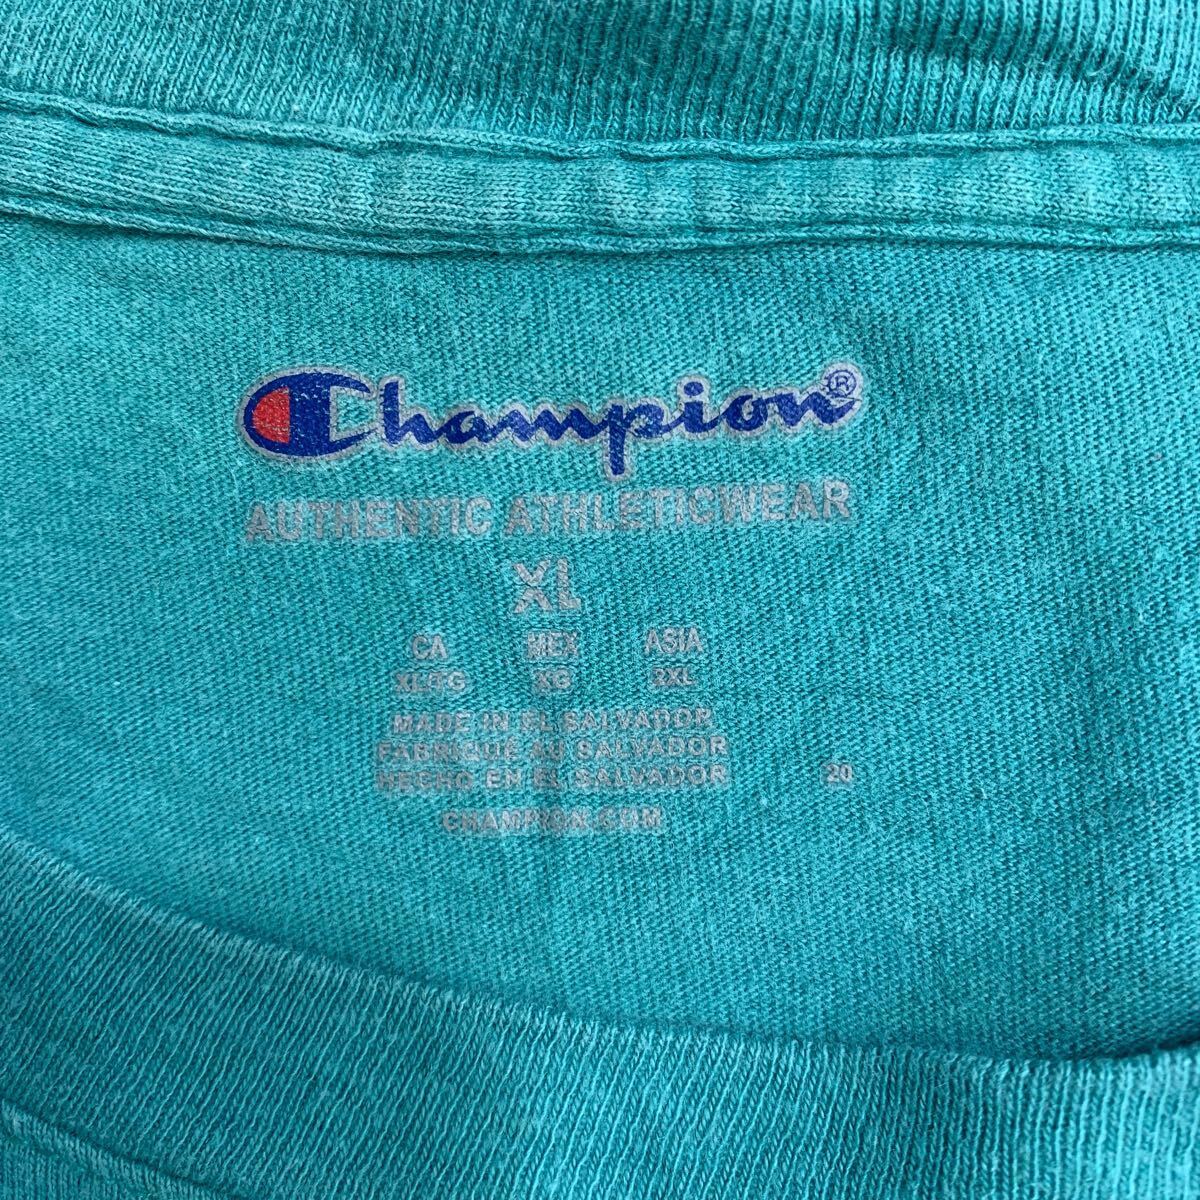 Champion®
AUTHENTIC ATHLETICWEAR
XL
CA MEX ASIA
XL/TG XG 2XL
MADE IN EL SALVADOR
FABRIQUÉ AU SALVADOR
HECHO EN EL SALVADOR 20
CHAMPION.COM